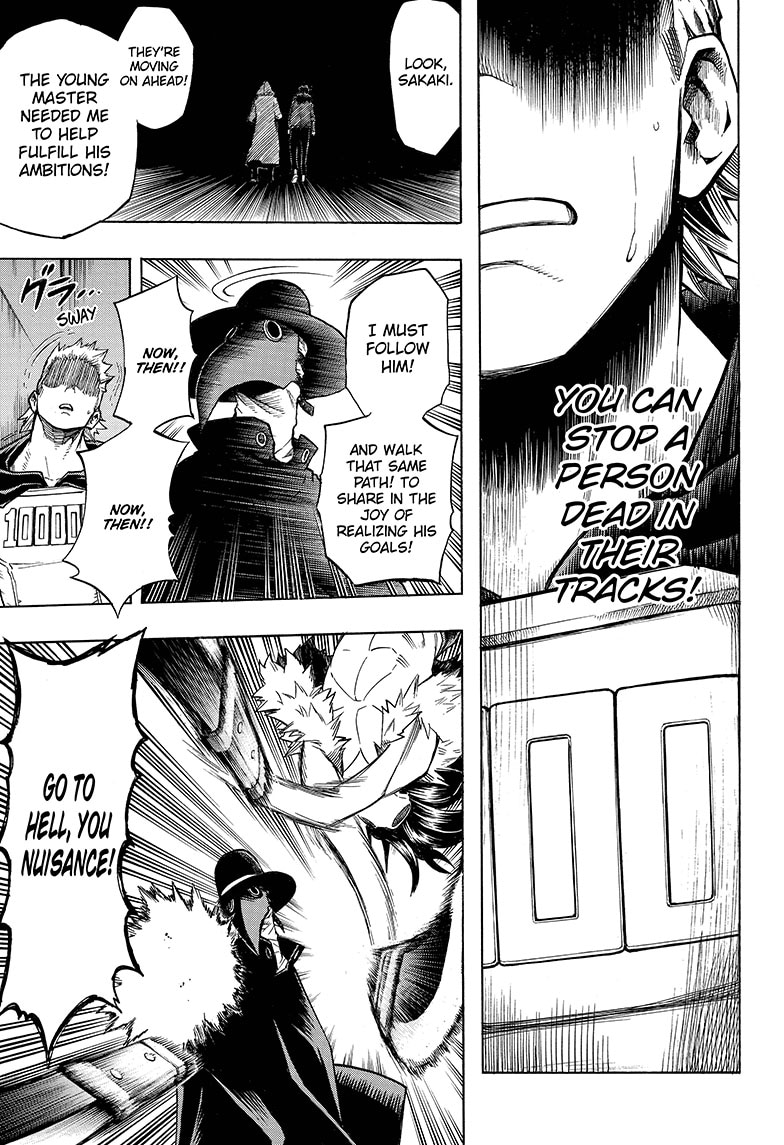 YOU CAN
STOP A
PERSON
DEAD IN
THEIR
TRACKS!
LOOK,
SAKAKI.
THEY'RE
MOVING
ON AHEAD!
THE YOUNG
MASTER
NEEDED ME
TO HELP
FULFILL HIS
AMBITIONS!
I MUST
FOLLOW
HIM!
AND WALK
THAT SAME
PATH! TO
SHARE IN THE
JOY OF
REALIZING HIS
GOALS!
NOW,
THEN!!
NOW,
THEN!!
グラ...
SWAY
10000
GO TO
HELL, YOU
NUISANCE!